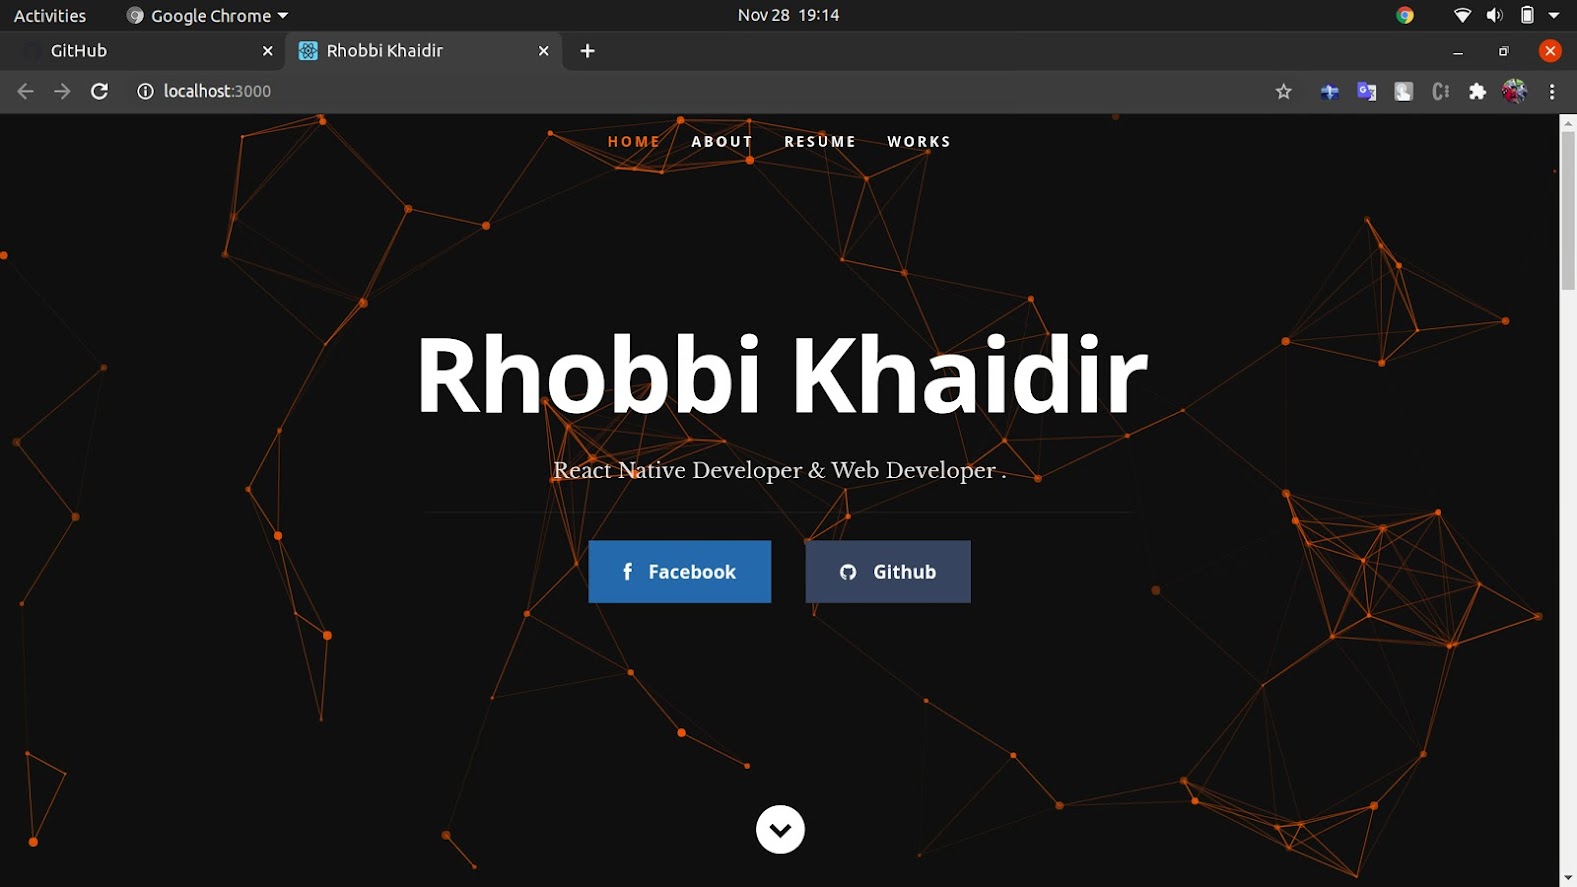 Activities Google Chrome Nov 28 19:14
GitHub Rhobbi Khaidir
localhost:3000
HOME ABOUT RESUME WORKS
Rhobbi Khaidir
React Native Developer & Web Developer .
Facebook Github